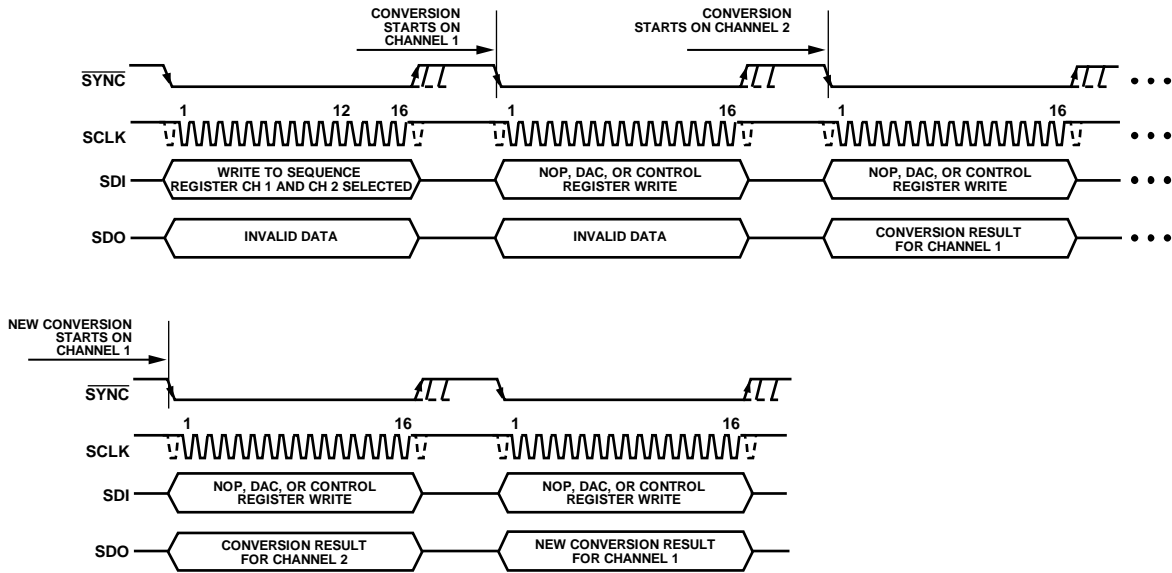 CONVERSION
STARTS ON
CHANNEL 1
CONVERSION
STARTS ON CHANNEL 2
SYNC
SCLK
1 12 16 1 16 1 16
SDI
WRITE TO SEQUENCE
REGISTER CH 1 AND CH 2 SELECTED
NOP, DAC, OR CONTROL
REGISTER WRITE
NOP, DAC, OR CONTROL
REGISTER WRITE
SDO
INVALID DATA
INVALID DATA
CONVERSION RESULT
FOR CHANNEL 1
NEW CONVERSION
STARTS ON
CHANNEL 1
SYNC
SCLK
1 16 1 16
SDI
NOP, DAC, OR CONTROL
REGISTER WRITE
NOP, DAC, OR CONTROL
REGISTER WRITE
SDO
CONVERSION RESULT
FOR CHANNEL 2
NEW CONVERSION RESULT
FOR CHANNEL 1